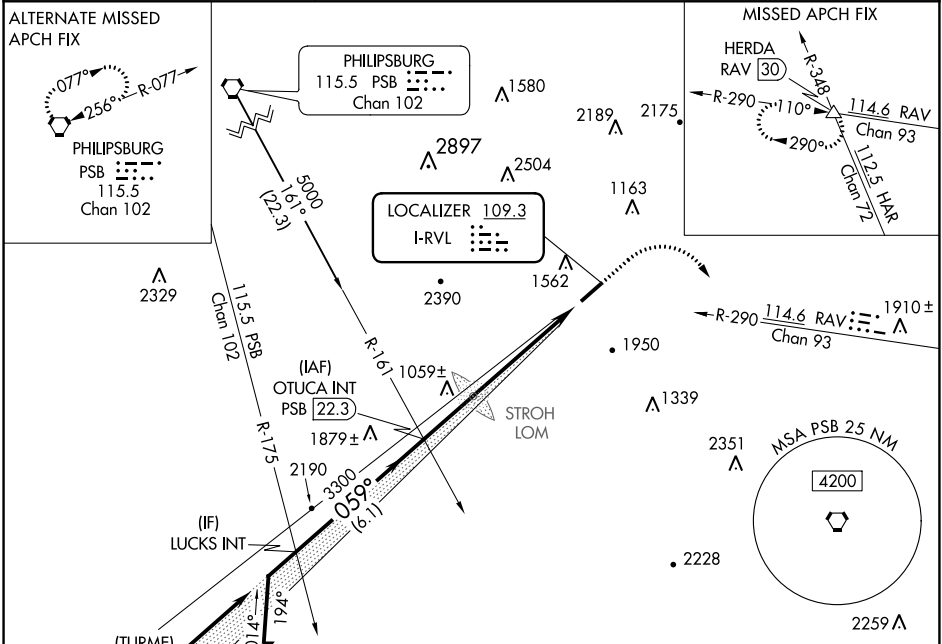 ALTERNATE MISSED
APCH FIX
077°
256°
R-077
PHILIPSBURG
PSB
115.5
Chan 102
PHILIPSBURG
115.5 PSB
Chan 102
1580
2189
2175
2897
2504
1163
MISSED APCH FIX
HERDA
RAV 30
R-348
R-290
110°
290°
114.6 RAV
Chan 93
112.5 HAR
Chan 72
5000
161°
(22.3)
LOCALIZER 109.3
I-RVL
1562
2329
2390
115.5 PSB
Chan 102
R-161
R-290
114.6 RAV
Chan 93
1910±
1950
(IAF)
OTUCA INT
PSB 22.3
1059±
1339
STROH
LOM
1879±
R-175
2190
3300
059°
(6.1)
2351
MSA PSB 25 NM
4200
(IF)
LUCKS INT
2228
194°
014°
(TURME)
2259